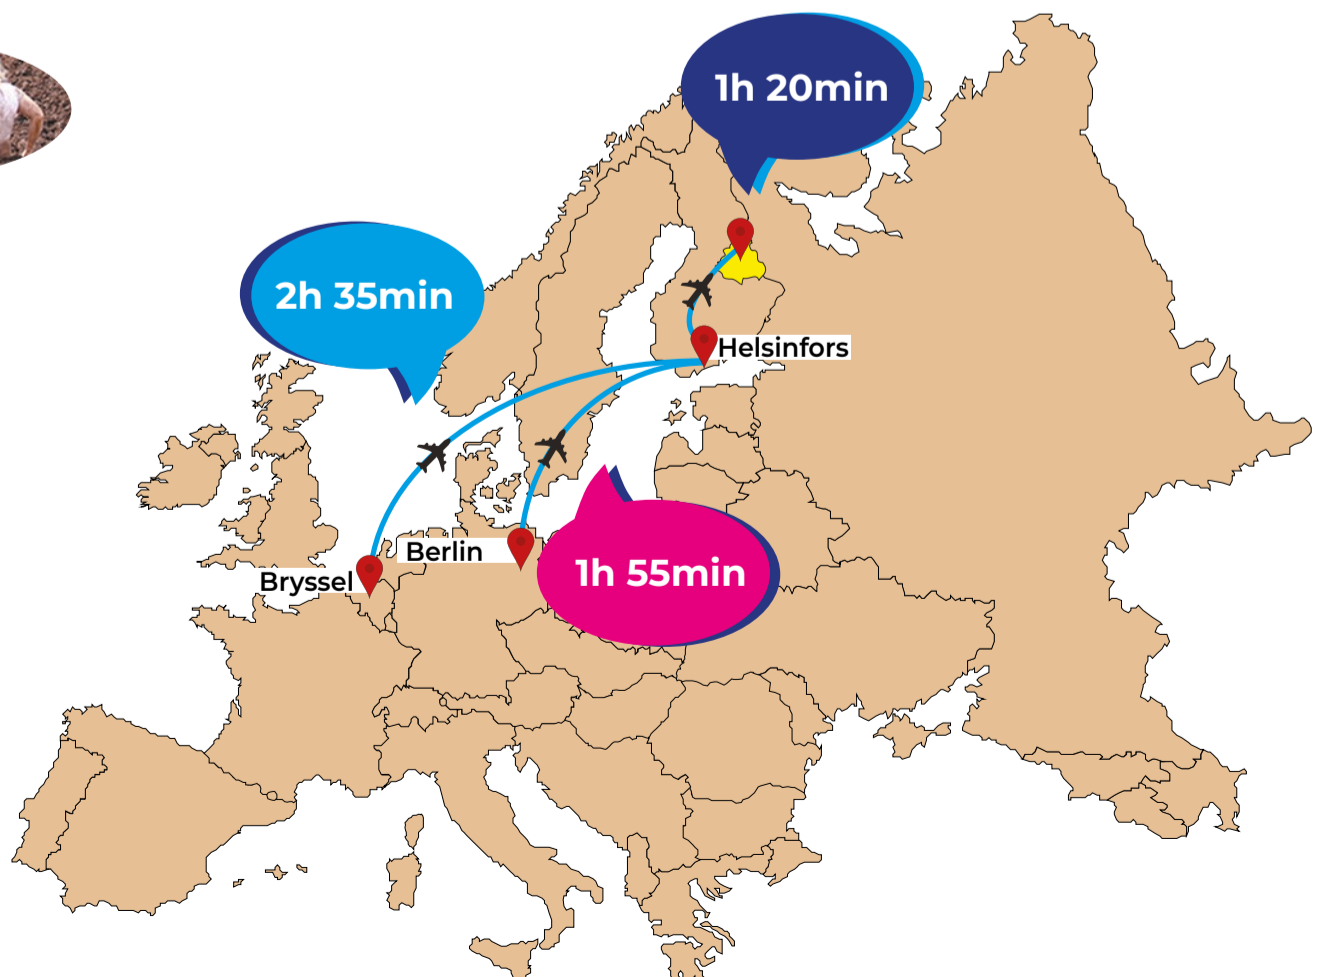 1h 20min
2h 35min
Helsinfors
Berlin
1h 55min
Bryssel